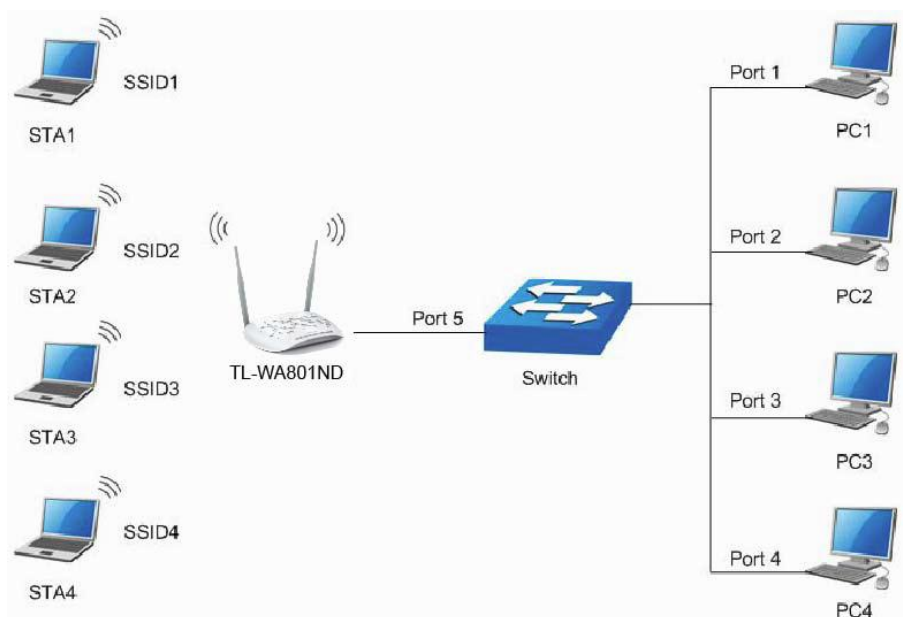 SSID1
STA1
SSID2
STA2
SSID3
STA3
SSID4
STA4
TL-WA801ND
Port 5
Switch
Port 1
PC1
Port 2
PC2
Port 3
PC3
Port 4
PC4